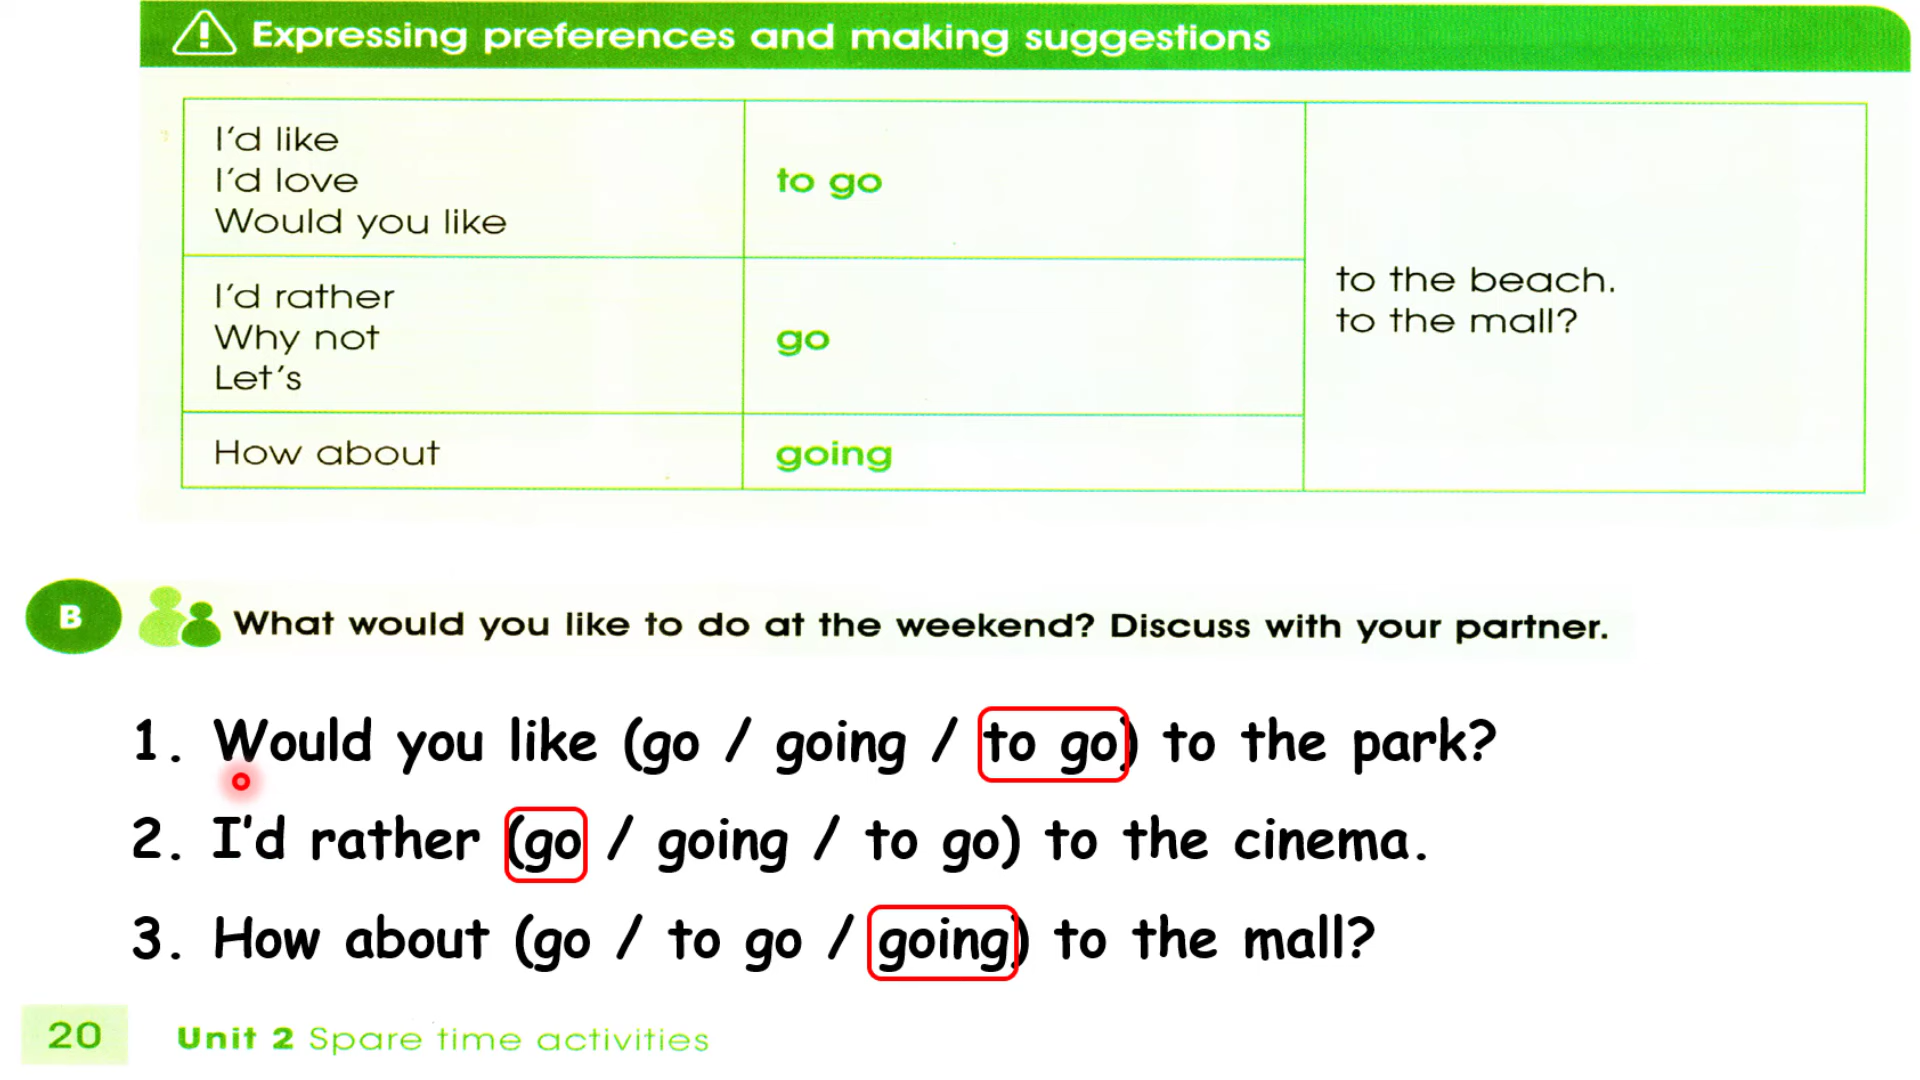 Expressing preferences and making suggestions
I'd like
I'd love
Would you like
to go
I'd rather
Why not
Let's
go
How about
going
to the beach.
to the mall?
B
What would you like to do at the weekend? Discuss with your partner.
1. Would you like (go / going / to go) to the park?
2. I'd rather (go / going / to go) to the cinema.
3. How about (go / to go / going) to the mall?
20
Unit 2 Spare time activities